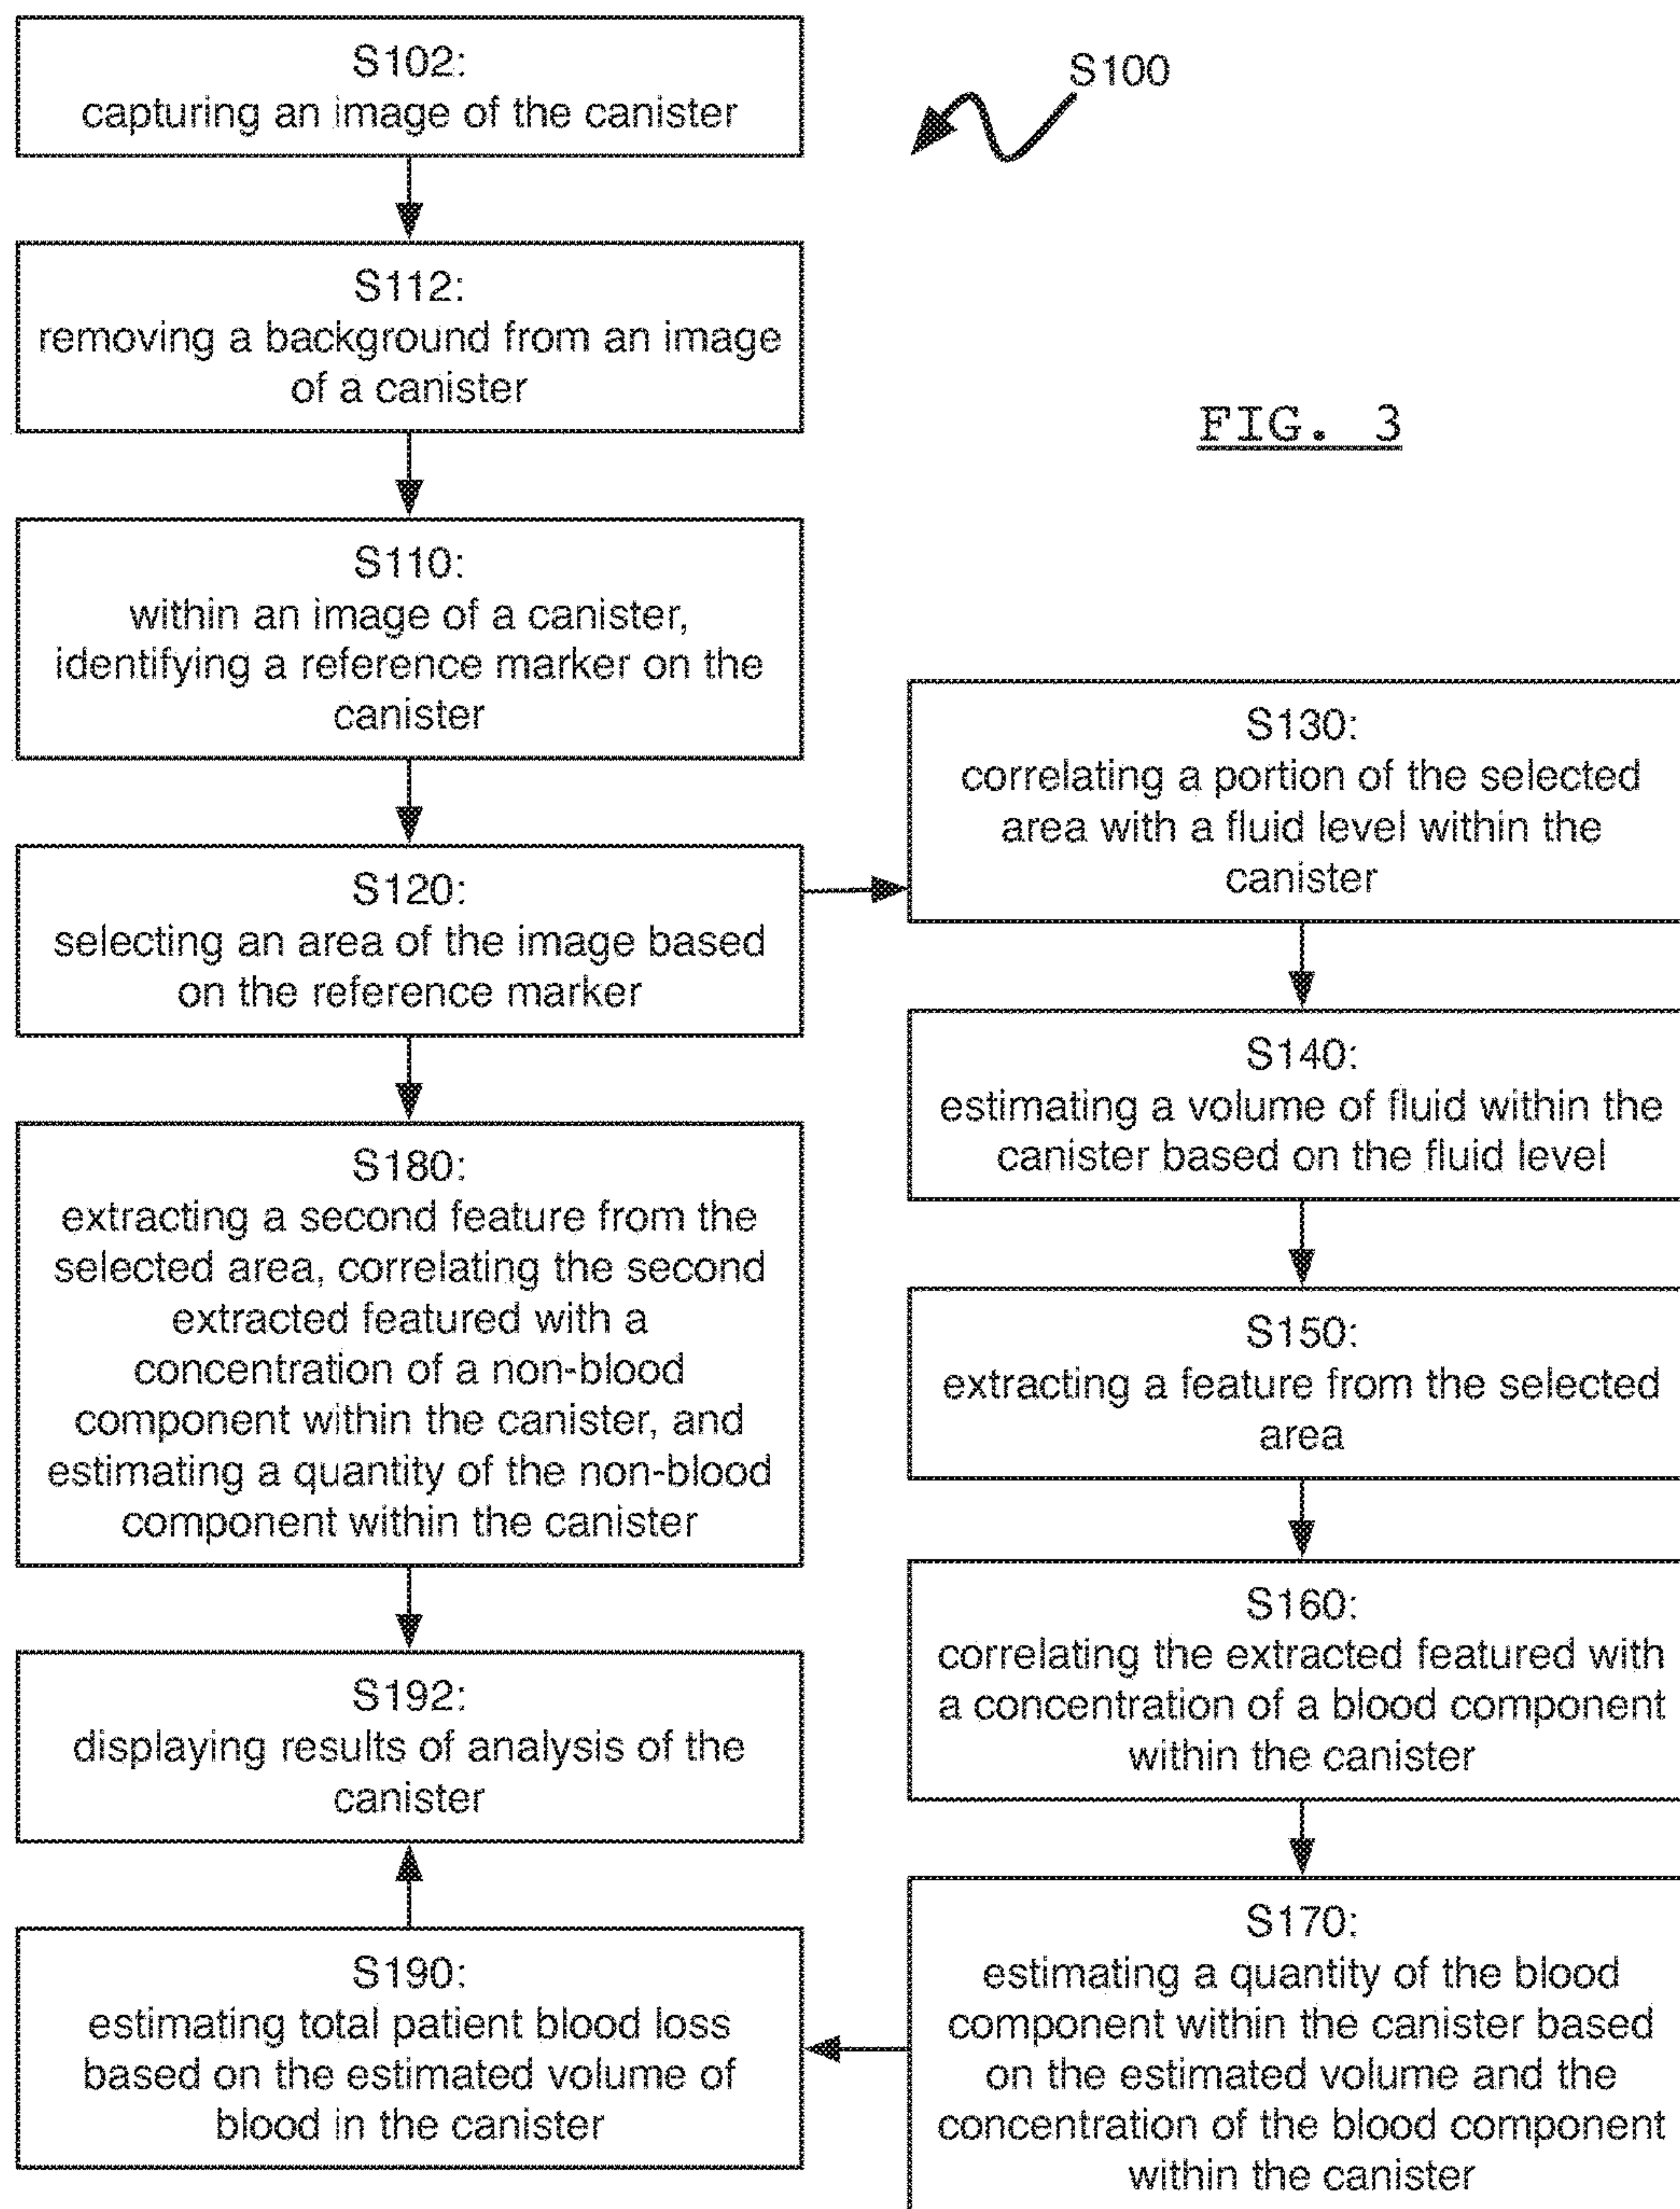 S102:
capturing an image of the canister
S100
S112:
removing a background from an image
of a canister
FIG. 3
S110:
within an image of a canister,
identifying a reference marker on the
canister
S120:
selecting an area of the image based
on the reference marker
S130:
correlating a portion of the selected
area with a fluid level within the
canister
S140:
estimating a volume of fluid within the
canister based on the fluid level
S150:
extracting a feature from the selected
area
S160:
correlating the extracted featured with
a concentration of a blood component
within the canister
S170:
estimating a quantity of the blood
component within the canister based
on the estimated volume and the
concentration of the blood component
within the canister
S180:
extracting a second feature from the
selected area, correlating the second
extracted featured with a
concentration of a non-blood
component within the canister, and
estimating a quantity of the non-blood
component within the canister
S192:
displaying results of analysis of the
canister
S190:
estimating total patient blood loss
based on the estimated volume of
blood in the canister